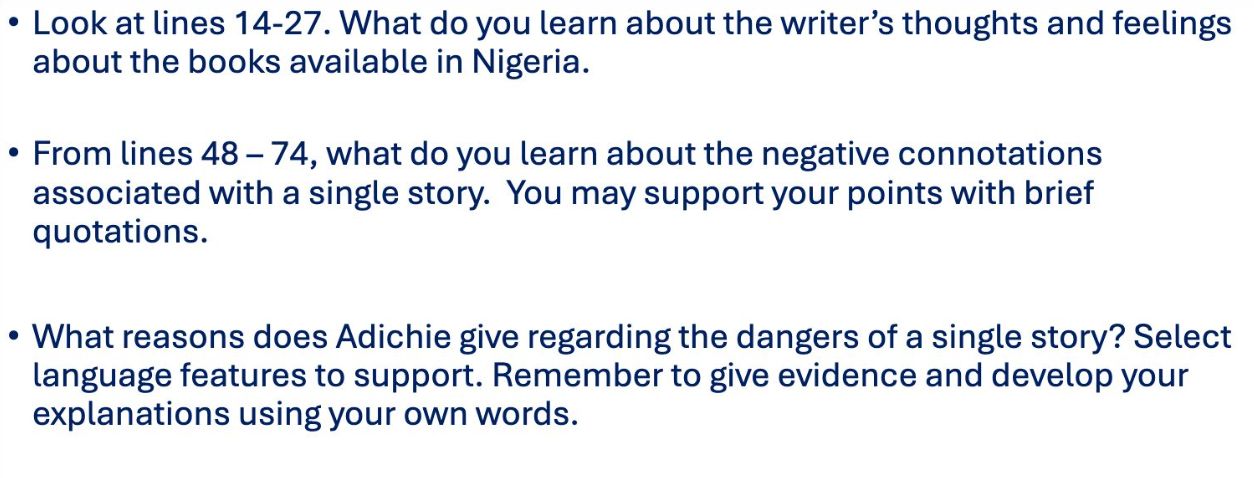 • Look at lines 14-27. What do you learn about the writer’s thoughts and feelings
about the books available in Nigeria.
• From lines 48 – 74, what do you learn about the negative connotations
associated with a single story.  You may support your points with brief
quotations.
• What reasons does Adichie give regarding the dangers of a single story? Select
language features to support. Remember to give evidence and develop your
explanations using your own words.